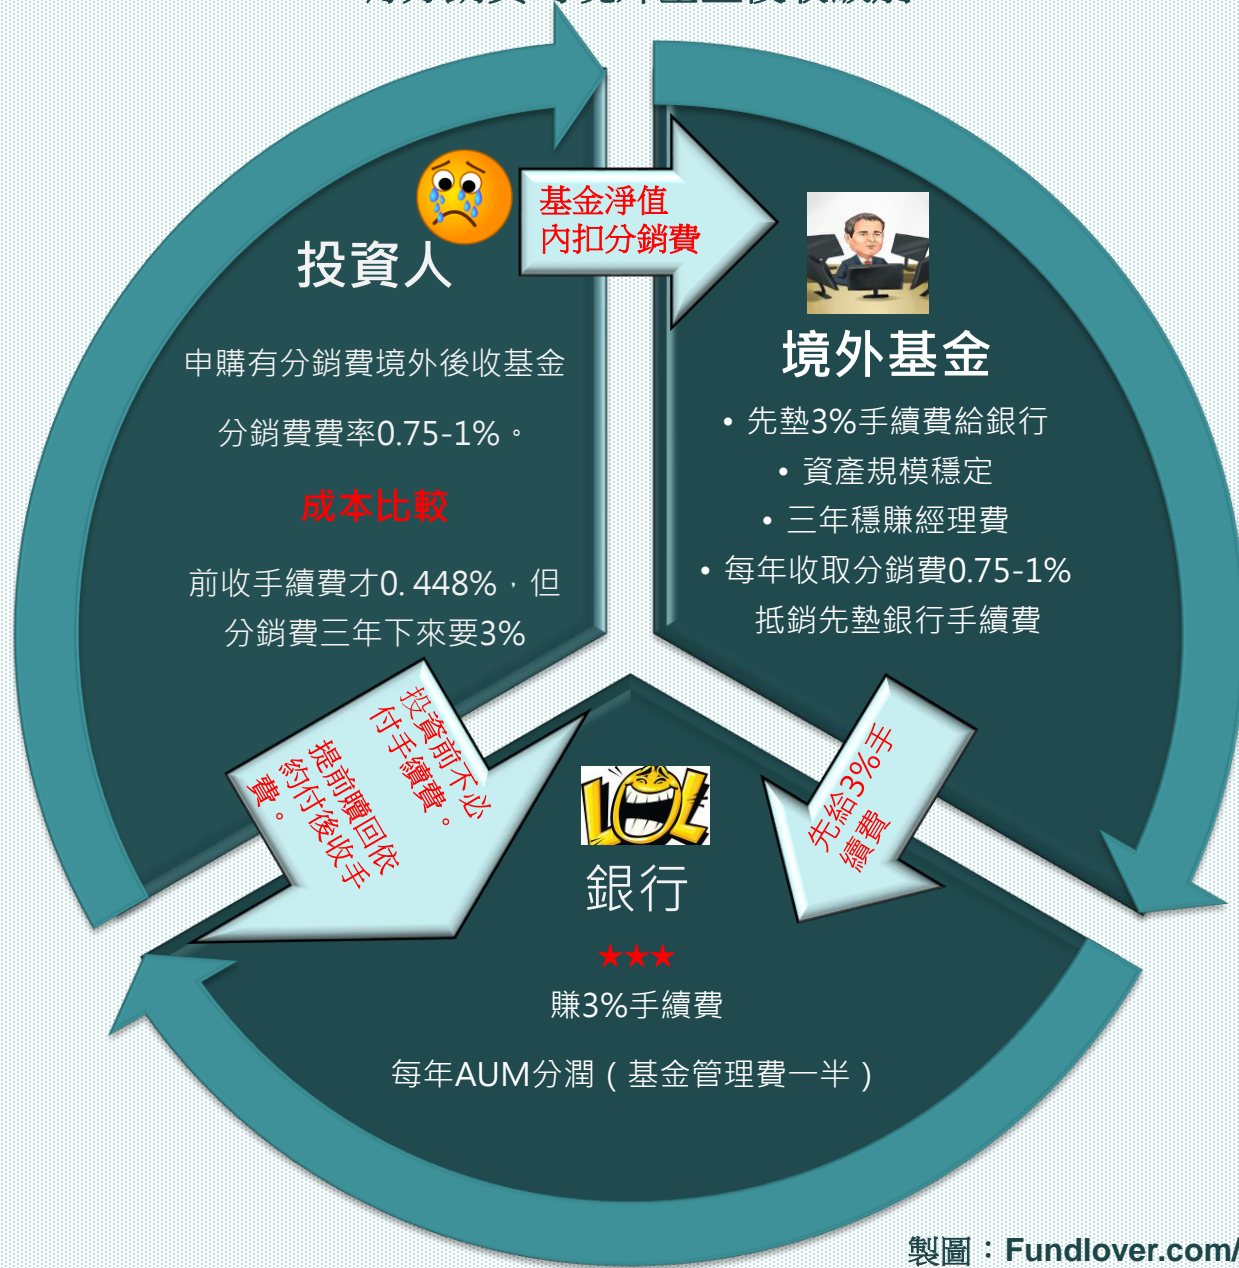 基金淨值
內扣分銷費
投資人
申購有分銷費境外後收基金
分銷費費率0.75-1%。
成本比較
前收手續費才0. 448%，但
分銷費三年下來要3%
境外基金
• 先墊3%手續費給銀行
• 資產規模穩定
• 三年穩賺經理費
• 每年收取分銷費0.75-1%
抵銷先墊銀行手續費
投資前不必
付手續費。
提前贖回依
約付後收手
費。
先給3%手
續費
LOL
銀行
★★★
賺3%手續費
每年AUM分潤（基金管理費一半）
製圖：Fundlover.com/